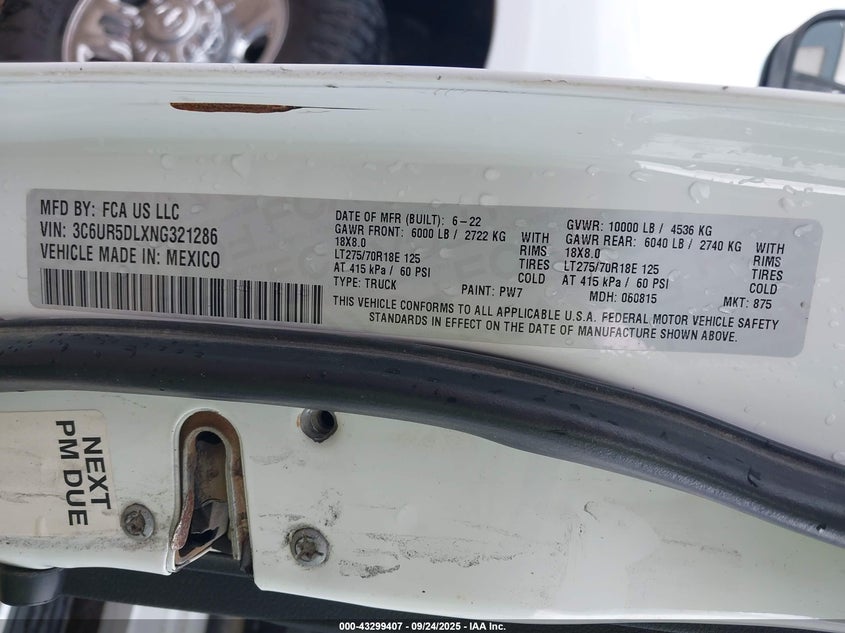 MFD BY: FCA US LLC
VIN: 3C6UR5DLXNG321286
VEHICLE MADE IN: MEXICO
DATE OF MFR (BUILT): 6-22
GAWR FRONT: 6000 LB / 2722 KG WITH
18X8.0 RIMS
LT275/70R18E 125 TIRES
AT 415 kPa / 60 PSI COLD
TYPE: TRUCK PAINT: PW7
GVWR: 10000 LB / 4536 KG
GAWR REAR: 6040 LB / 2740 KG WITH
18X8.0 RIMS
LT275/70R18E 125 TIRES
AT 415 kPa / 60 PSI COLD
MDH: 060815 MKT: 875
THIS VEHICLE CONFORMS TO ALL APPLICABLE U.S.A. FEDERAL MOTOR VEHICLE SAFETY
STANDARDS IN EFFECT ON THE DATE OF MANUFACTURE SHOWN ABOVE.
NEXT
PM DUE
000-43299407 - 09/24/2025 - IAA Inc.